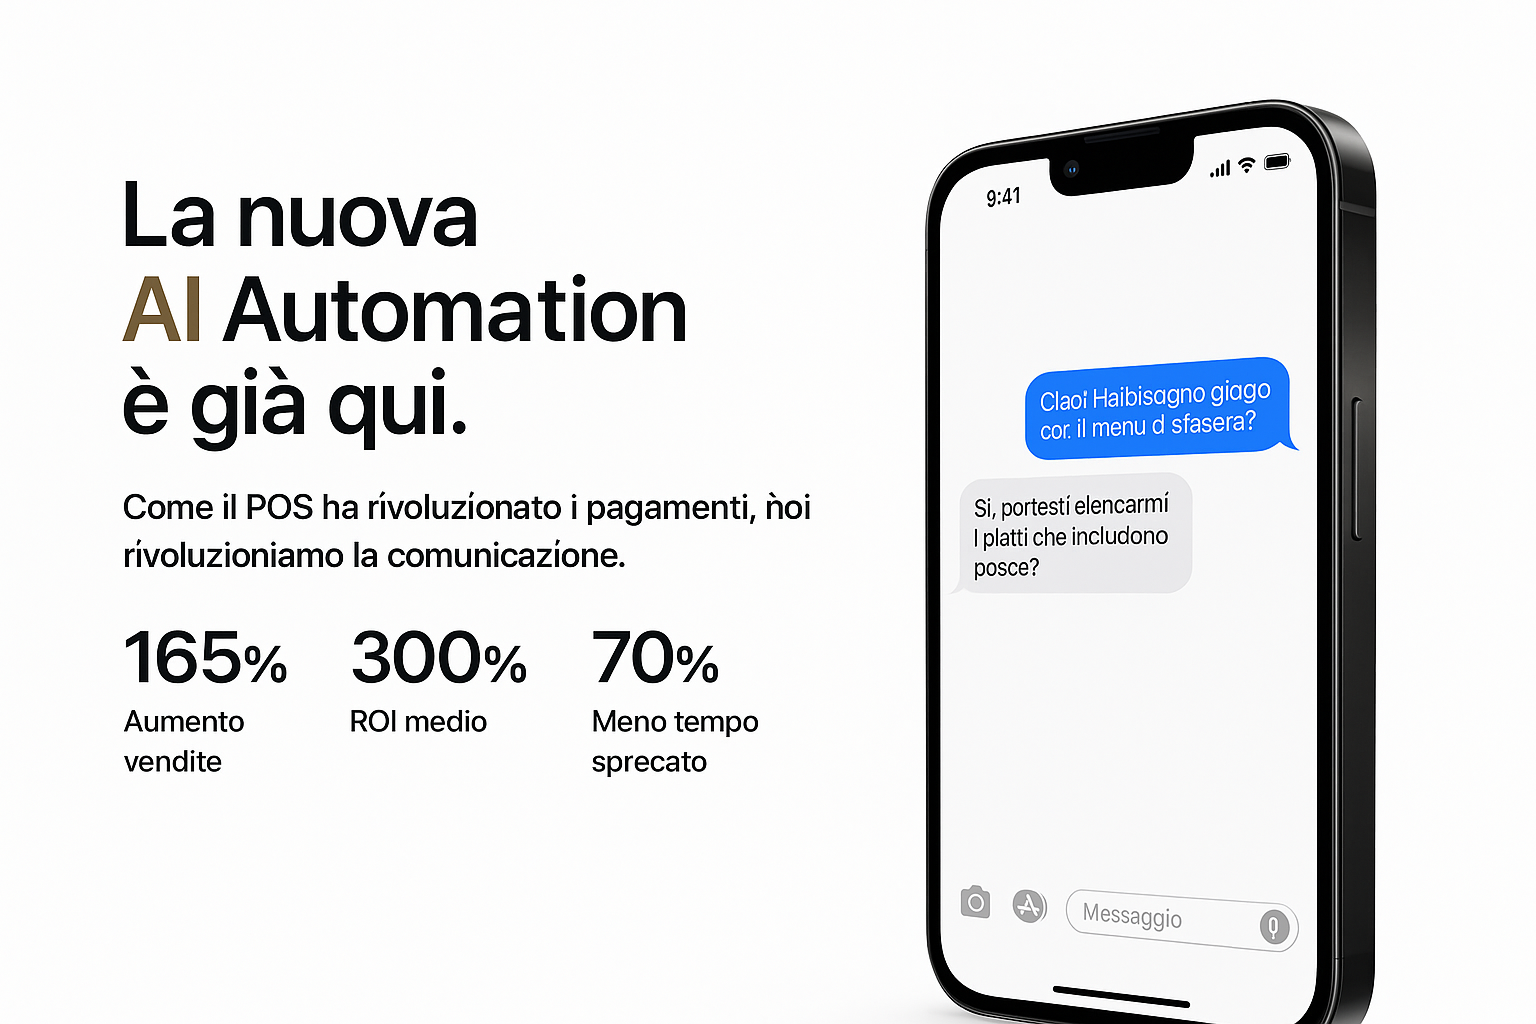 La nuova
AI Automation
è già qui.
Come il POS ha rívoluzíonato i pagamenti, ǹoi
rívoluzioniamo la comunicazíone.
165% 300% 70%
Aumento ROI medio Meno tempo
vendite sprecato
9:41
Claoi' Haibisagno giago
cor. il menu d sfasera?
Si, portestí elencarmí
I platti che includono
posce?
Messaggio